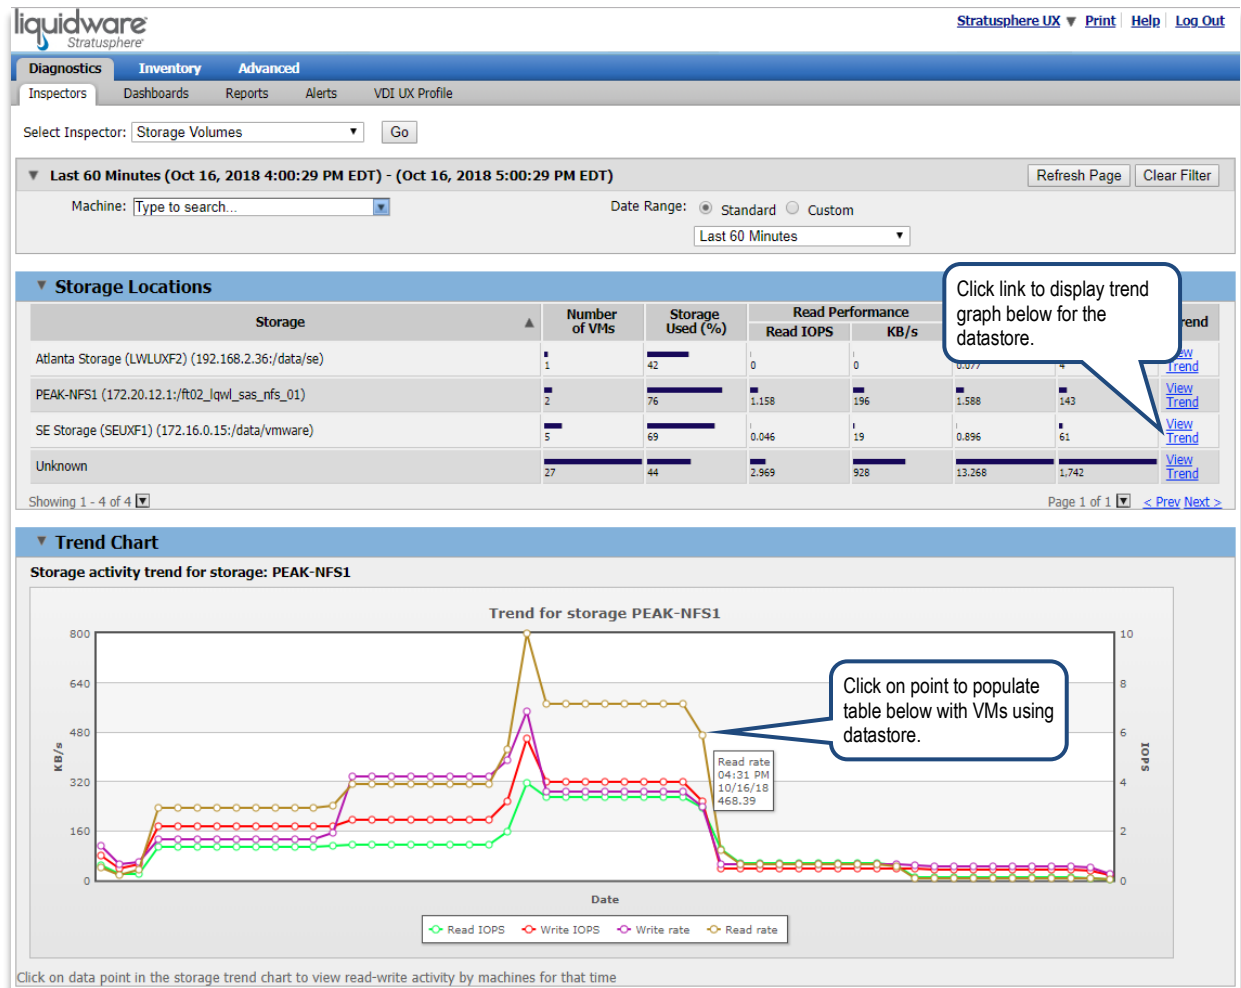 liquidware
Stratusphere
Stratusphere UX ▼ Print Help Log Out
Diagnostics Inventory Advanced
Inspectors Dashboards Reports Alerts VDI UX Profile
Select Inspector: Storage Volumes Go
Last 60 Minutes (Oct 16, 2018 4:00:29 PM EDT) - (Oct 16, 2018 5:00:29 PM EDT) Refresh Page Clear Filter
Machine: Type to search... Date Range: Standard Custom
Last 60 Minutes
Storage Locations
Click link to display trend
graph below for the
datastore.
Storage Number of VMs Storage Used (%) Read Performance Read IOPS KB/s rend
Atlanta Storage (LWLUXF2) (192.168.2.36:/data/se) 1 42 0 0 0.077 4 View Trend
PEAK-NFS1 (172.20.12.1:/ft02_lqwl_sas_nfs_01) 2 76 1.158 196 1.588 143 View Trend
SE Storage (SEUXF1) (172.16.0.15:/data/vmware) 5 69 0.046 19 0.896 61 View Trend
Unknown 27 44 2.969 928 13.268 1,742 View Trend
Showing 1 - 4 of 4 Page 1 of 1 < Prev Next >
Trend Chart
Storage activity trend for storage: PEAK-NFS1
Trend for storage PEAK-NFS1
800 10
640 8
480 6
320 4
160 2
0 0
KB/s
IOPS
Click on point to populate
table below with VMs using
datastore.
Read rate
04:31 PM
10/16/18
468.39
Date
Read IOPS Write IOPS Write rate Read rate
Click on data point in the storage trend chart to view read-write activity by machines for that time